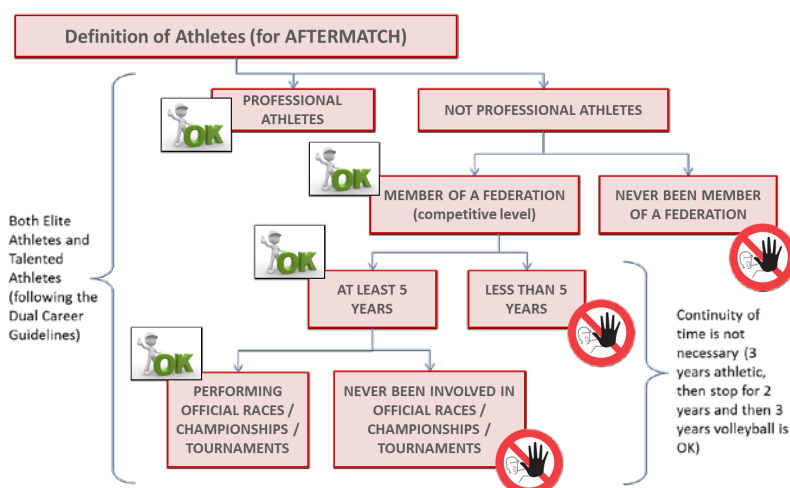 Definition of Athletes (for AFTERMATCH)
PROFESSIONAL
ATHLETES
NOT PROFESSIONAL ATHLETES
OK
OK
MEMBER OF A FEDERATION
(competitive level)
NEVER BEEN MEMBER
OF A FEDERATION
Both Elite
Athletes and
Talented
Athletes
(following the
Dual Career
Guidelines)
OK
AT LEAST 5
YEARS
LESS THAN 5
YEARS
Continuity of
time is not
necessary (3
years athletic,
then stop for 2
years and then 3
years volleyball is
OK)
OK
PERFORMING
OFFICIAL RACES /
CHAMPIONSHIPS /
TOURNAMENTS
NEVER BEEN INVOLVED IN
OFFICIAL RACES /
CHAMPIONSHIPS /
TOURNAMENTS